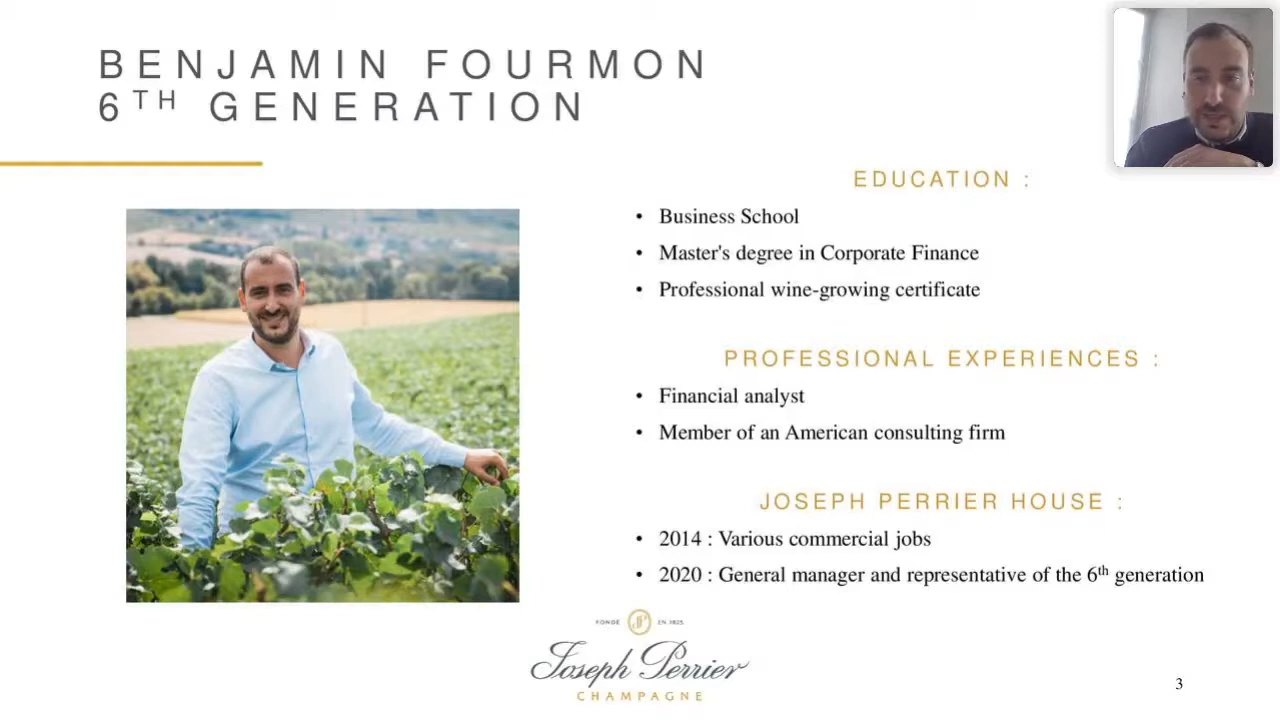 BENJAMIN FOURMON
6TH GENERATION
EDUCATION :
• Business School
• Master's degree in Corporate Finance
• Professional wine-growing certificate
PROFESSIONAL EXPERIENCES :
• Financial analyst
• Member of an American consulting firm
JOSEPH PERRIER HOUSE :
• 2014 : Various commercial jobs
• 2020 : General manager and representative of the 6th generation
FONDÉ JP EN 1825
Joseph Perrier
CHAMPAGNE
3